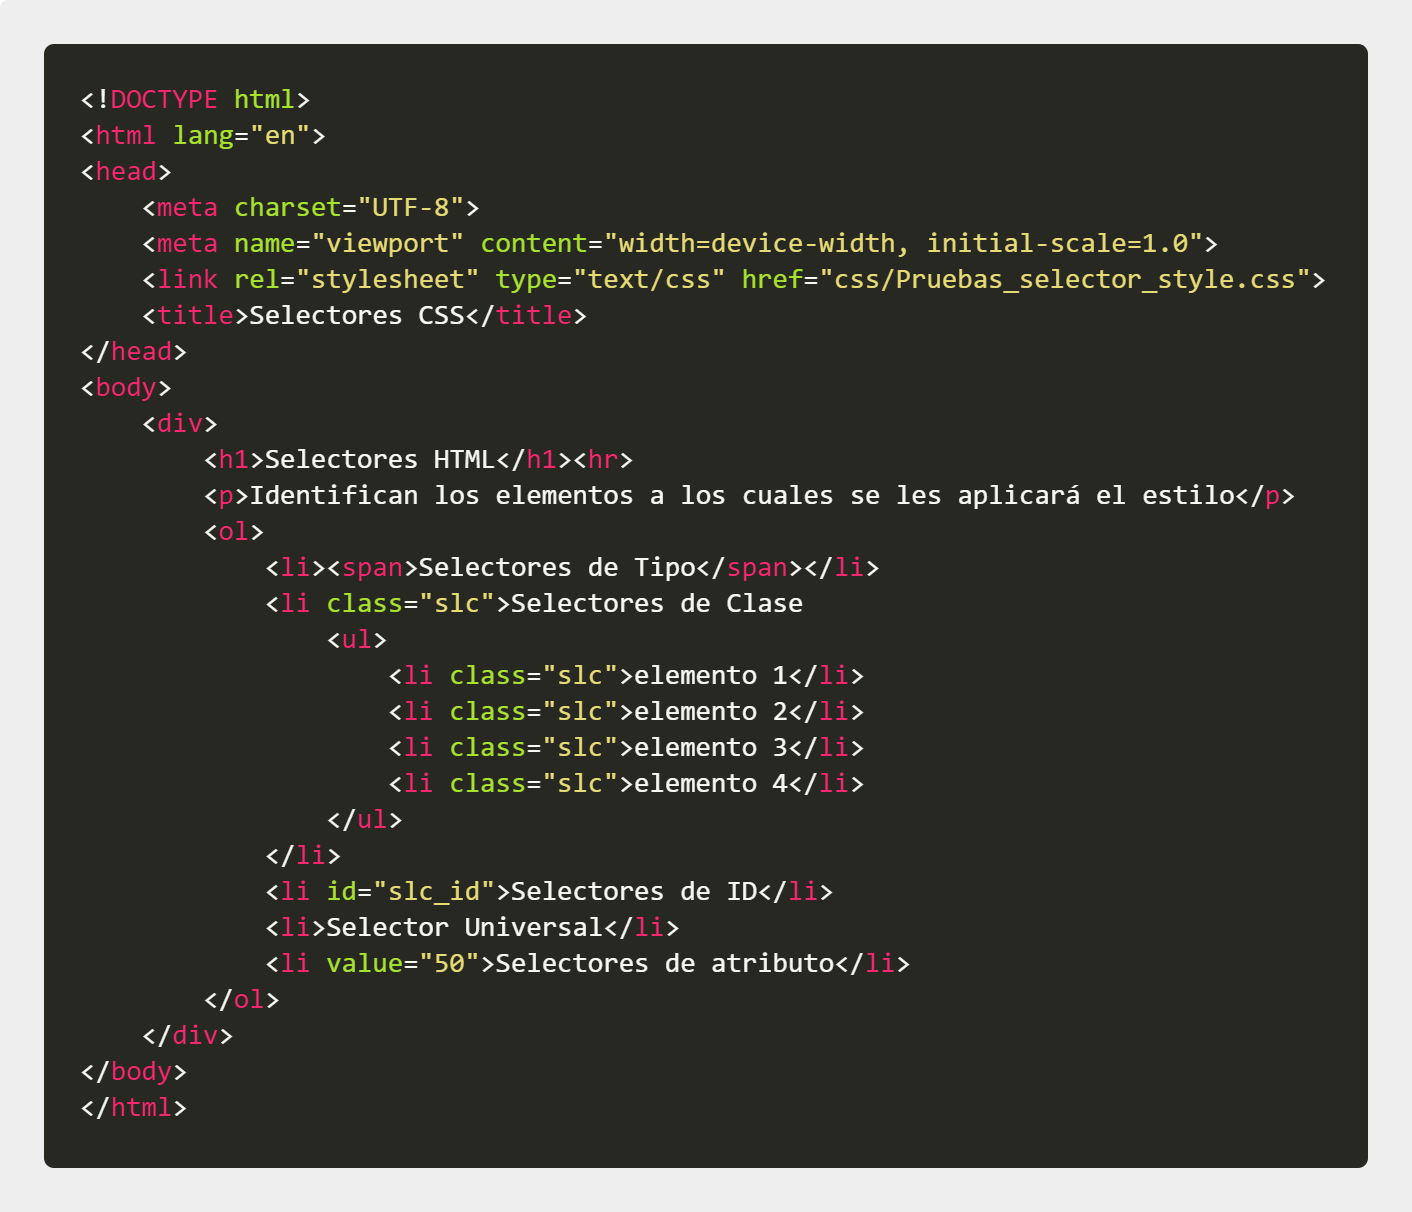 <!DOCTYPE html>
<html lang="en">
<head>
    <meta charset="UTF-8">
    <meta name="viewport" content="width=device-width, initial-scale=1.0">
    <link rel="stylesheet" type="text/css" href="css/Pruebas_selector_style.css">
    <title>Selectores CSS</title>
</head>
<body>
    <div>
        <h1>Selectores HTML</h1><hr>
        <p>Identifican los elementos a los cuales se les aplicará el estilo</p>
        <ol>
            <li><span>Selectores de Tipo</span></li>
            <li class="slc">Selectores de Clase
                <ul>
                    <li class="slc">elemento 1</li>
                    <li class="slc">elemento 2</li>
                    <li class="slc">elemento 3</li>
                    <li class="slc">elemento 4</li>
                </ul>
            </li>
            <li id="slc_id">Selectores de ID</li>
            <li>Selector Universal</li>
            <li value="50">Selectores de atributo</li>
        </ol>
    </div>
</body>
</html>